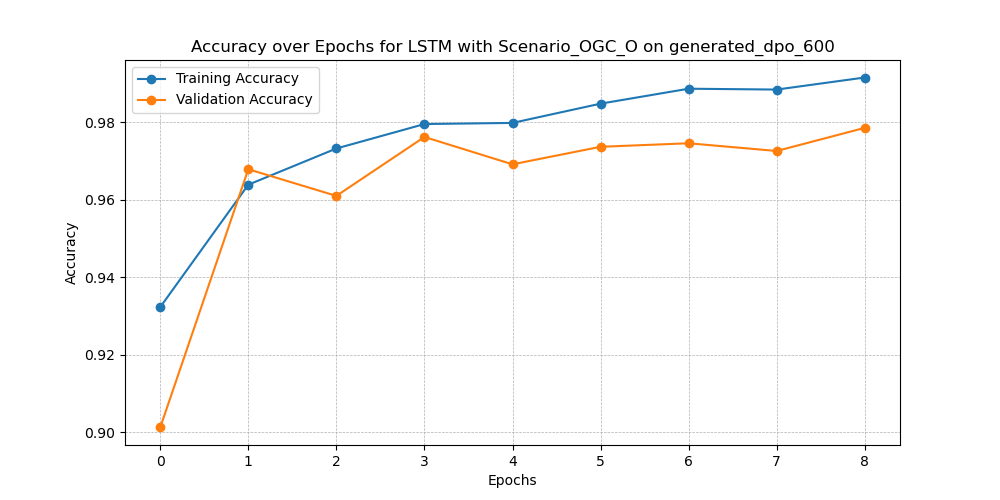 Accuracy over Epochs for LSTM with Scenario_OGC_O on generated_dpo_600
Training Accuracy
Validation Accuracy
0.98
0.96
0.94
0.92
0.90
Accuracy
0 1 2 3 4 5 6 7 8
Epochs